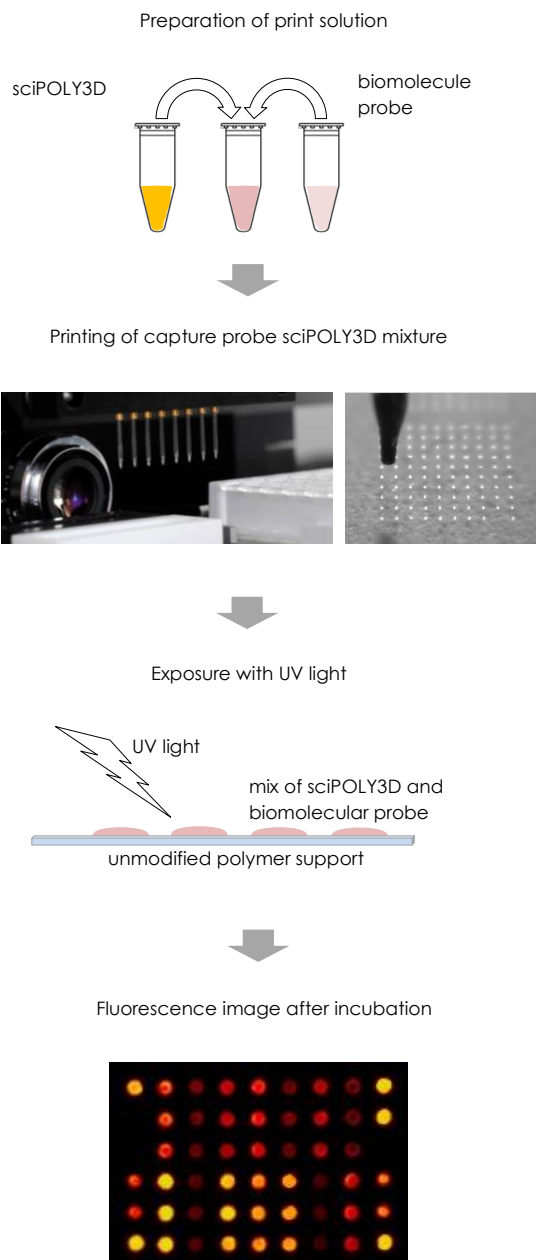 Preparation of print solution
sciPOLY3D
biomolecule
probe
Printing of capture probe sciPOLY3D mixture
Exposure with UV light
UV light
mix of sciPOLY3D and
biomolecular probe
unmodified polymer support
Fluorescence image after incubation